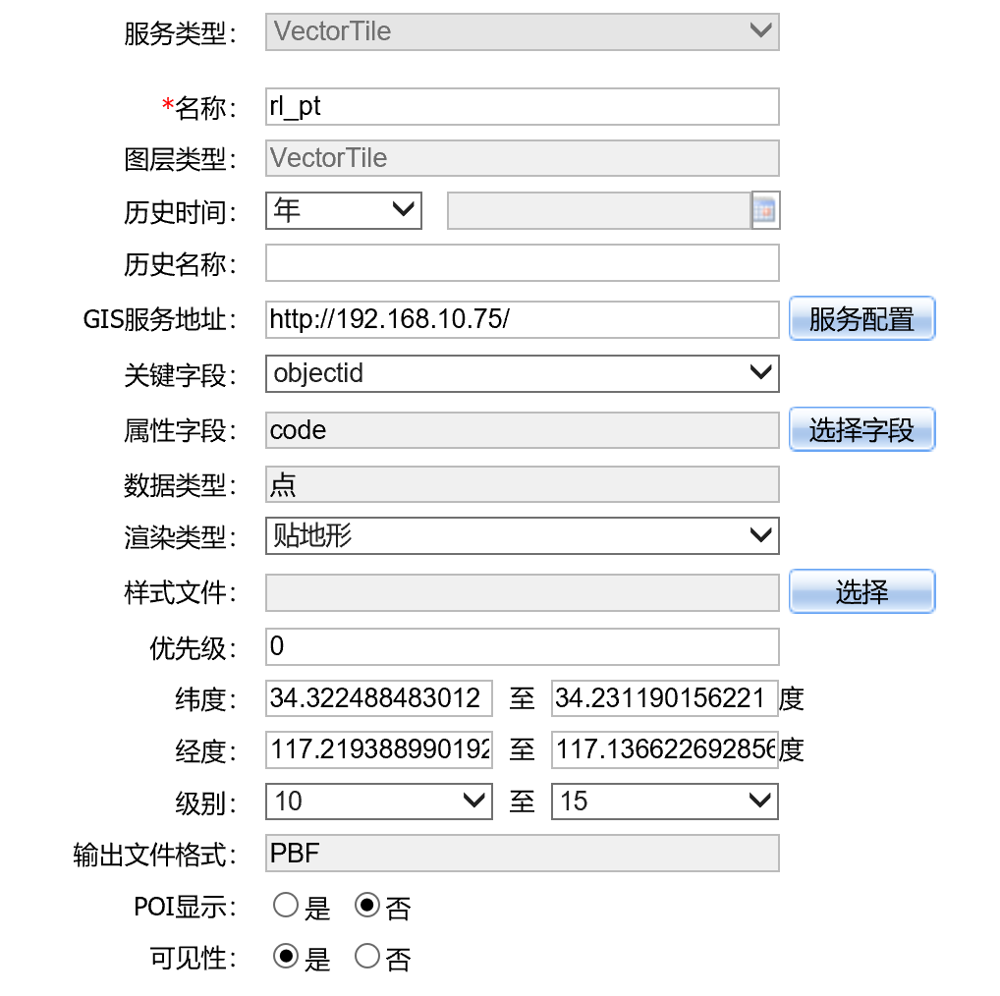 服务类型： VectorTile
*名称： rl_pt
图层类型： VectorTile
历史时间： 年
历史名称：
GIS服务地址： http://192.168.10.75/ 服务配置
关键字段： objectid
属性字段： code 选择字段
数据类型： 点
渲染类型： 贴地形
样式文件： 选择
优先级： 0
纬度： 34.322488483012 至 34.231190156221 度
经度： 117.219388990192 至 117.136622692856 度
级别： 10 至 15
输出文件格式： PBF
POI显示： 是 否
可见性： 是 否